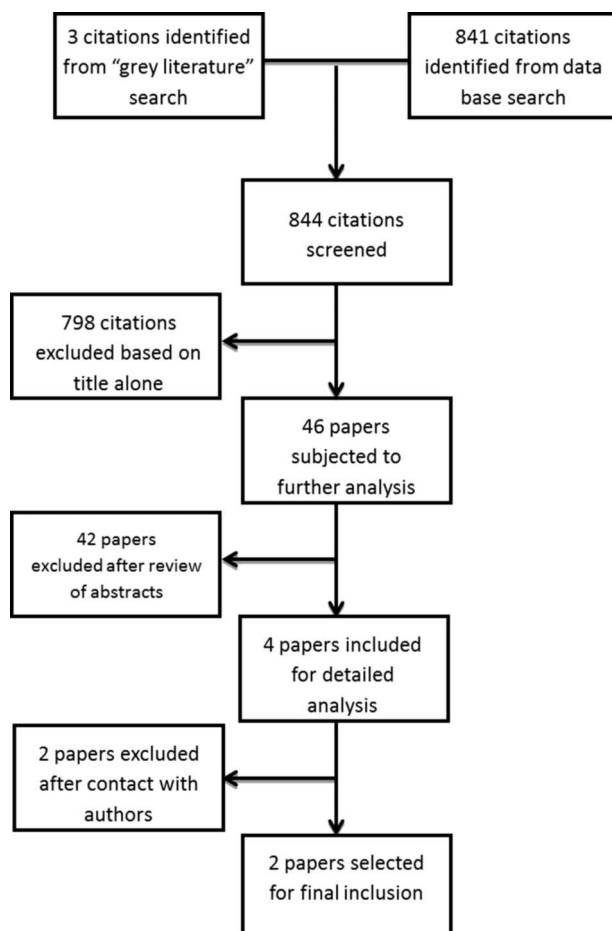 3 citations identified
from “grey literature”
search
841 citations
identified from data
base search
844 citations
screened
798 citations
excluded based on
title alone
46 papers
subjected to
further analysis
42 papers
excluded after review
of abstracts
4 papers included
for detailed
analysis
2 papers excluded
after contact with
authors
2 papers selected
for final inclusion